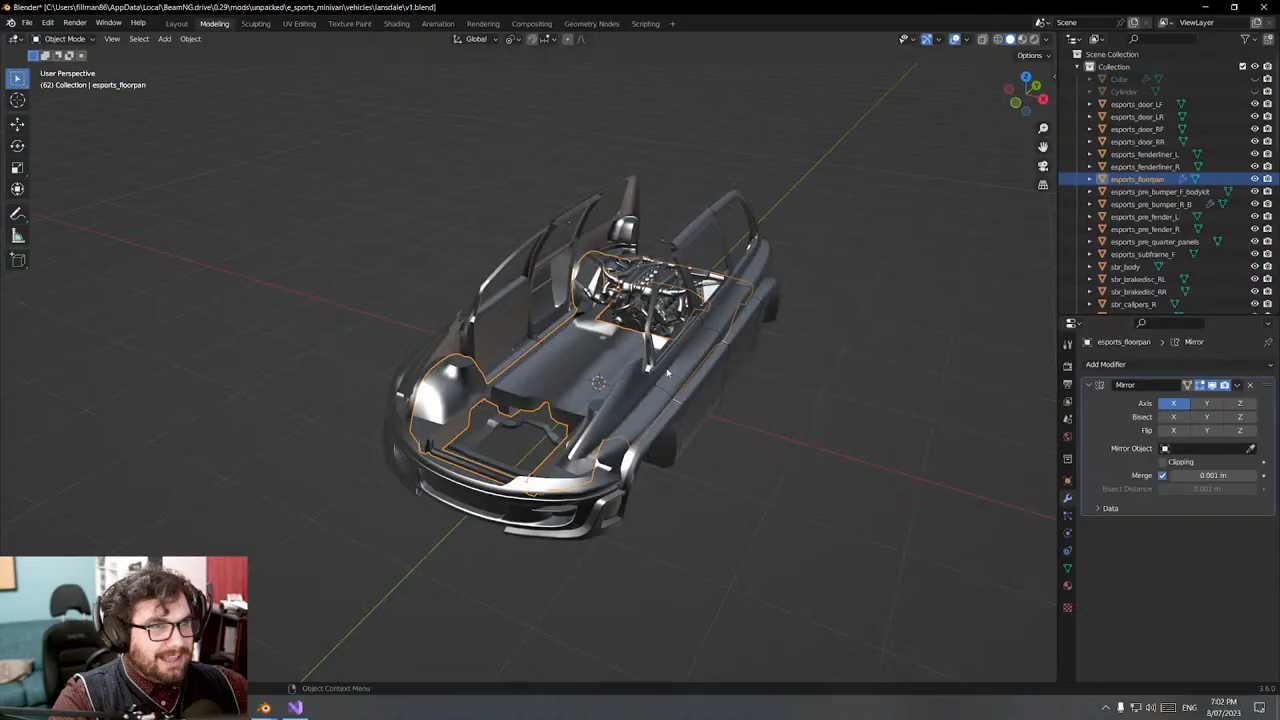 Blender* [C:\Users\fillman86\AppData\Local\BeamNG.drive\0.29\mods\unpacked\e_sports_minivan\vehicles\lansdale\v1.blend]
File Edit Render Window Help Layout Modeling Sculpting UV Editing Texture Paint Shading Animation Rendering Compositing Geometry Nodes Scripting + Scene ViewLayer
Object Mode View Select Add Object Global
Options
User Perspective
(62) Collection | esports_floorpan
Scene Collection
Collection
Cube
Cylinder
esports_door_LF
esports_door_LR
esports_door_RF
esports_door_RR
esports_fenderliner_L
esports_fenderliner_R
esports_floorpan
esports_pre_bumper_F_bodykit
esports_pre_bumper_R_B
esports_pre_fender_L
esports_pre_fender_R
esports_pre_quarter_panels
esports_subframe_F
sbr_body
sbr_brakedisc_RL
sbr_brakedisc_RR
sbr_calipers_R
esports_floorpan > Mirror
Add Modifier
Mirror
Axis X Y Z
Bisect X Y Z
Flip X Y Z
Mirror Object
Clipping
Merge 0.001 m
Bisect Distance 0.001 m
Data
Object Context Menu
3.6.0
ENG
7:02 PM
8/07/2023
X
Y
Z